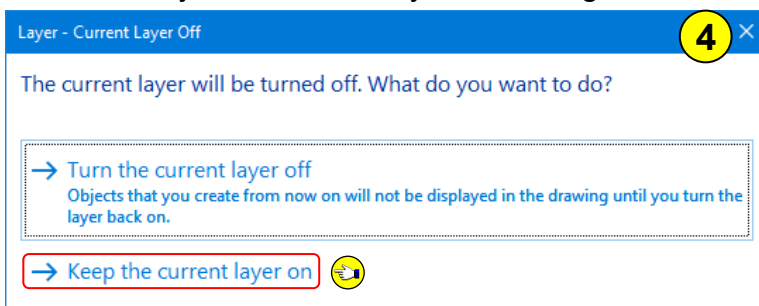 Layer - Current Layer Off
4
The current layer will be turned off. What do you want to do?
Turn the current layer off
Objects that you create from now on will not be displayed in the drawing until you turn the
layer back on.
Keep the current layer on